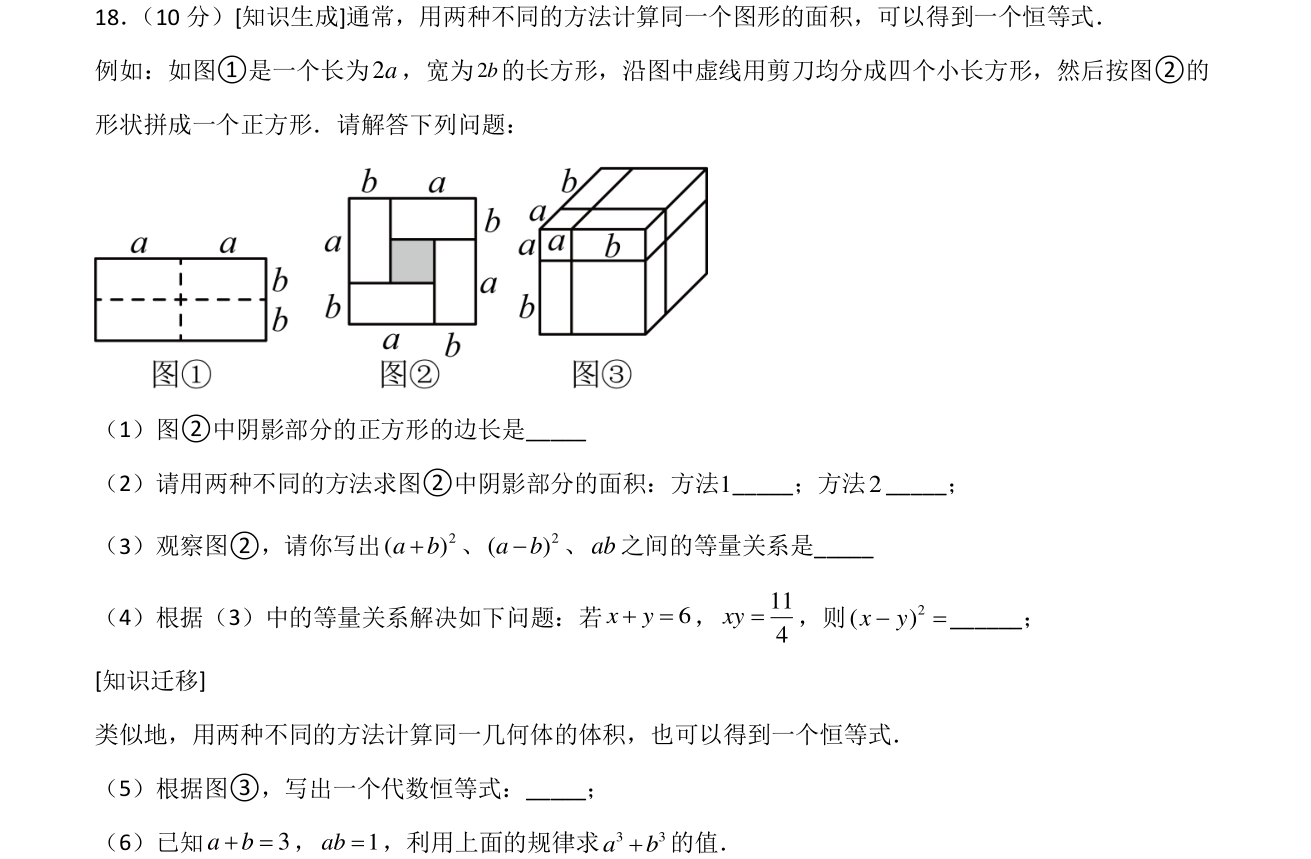 18.（10 分）[知识生成]通常，用两种不同的方法计算同一个图形的面积，可以得到一个恒等式．
例如：如图①是一个长为2a，宽为2b的长方形，沿图中虚线用剪刀均分成四个小长方形，然后按图②的
形状拼成一个正方形．请解答下列问题：
a a b b
图①
b a b a a b a b
图②
b a a a b b
图③
（1）图②中阴影部分的正方形的边长是_____
（2）请用两种不同的方法求图②中阴影部分的面积：方法1_____；方法2 _____；
（3）观察图②，请你写出(a+b)²、(a−b)²、ab之间的等量关系是_____
（4）根据（3）中的等量关系解决如下问题：若x+y=6，xy=11/4，则(x−y)²=______；
[知识迁移]
类似地，用两种不同的方法计算同一几何体的体积，也可以得到一个恒等式．
（5）根据图③，写出一个代数恒等式：_____；
（6）已知a+b=3，ab=1，利用上面的规律求a³+b³的值．